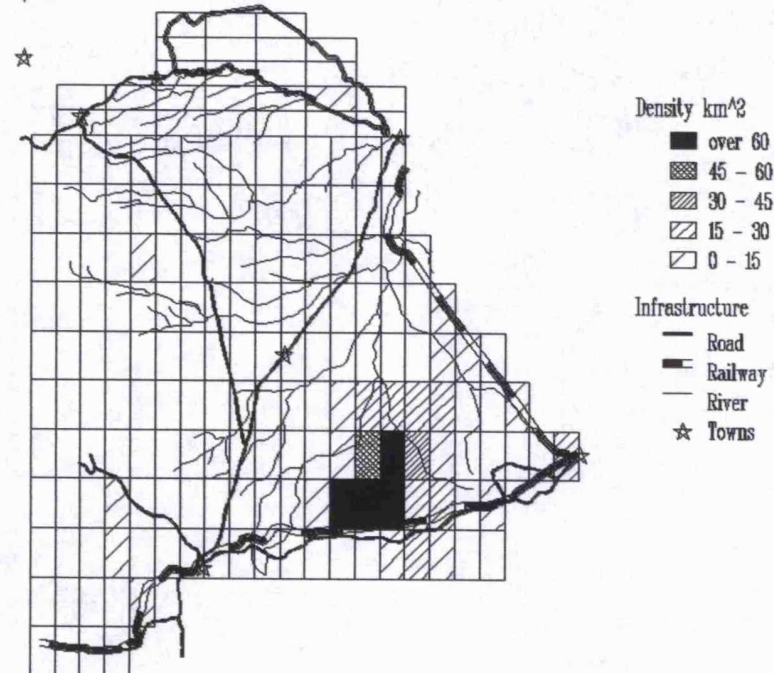 Density km^2
over 60
45 - 60
30 - 45
15 - 30
0 - 15
Infrastructure
Road
Railway
River
Towns